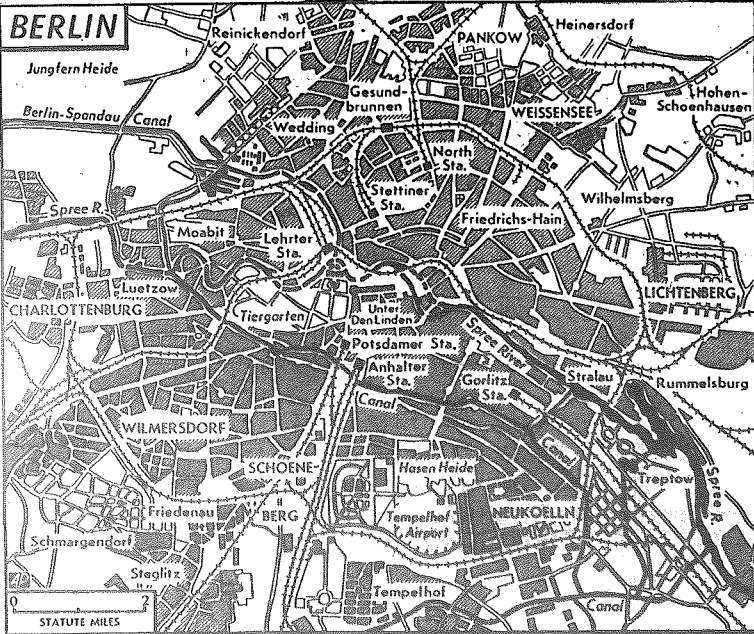 BERLIN
Reinickendorf
Heinersdorf
PANKOW
Jungfern Heide
Gesund-
brunnen
Hohen-
Schoenhausen
WEISSENSEE
Berlin-Spandau Canal
Wedding
North
Sta.
Stettiner
Sta.
Wilhelmsberg
Spree R.
Friedrichs-Hain
Moabit
Lehrter
Sta.
Luetzow
LICHTENBERG
CHARLOTTENBURG
Tiergarten
Unter
Den Linden
Spree River
Potsdamer Sta.
Anhalter
Sta.
Gorlitz
Sta.
Stralau
Rummelsburg
Canal
WILMERSDORF
Canal
SCHOENE-
BERG
Hasen Heide
Treptow
Spree R.
Friedenau
Tempelhof
Airport
NEUKOELLN
Schmargendorf
Steglitz
Tempelhof
Canal
0 2
STATUTE MILES